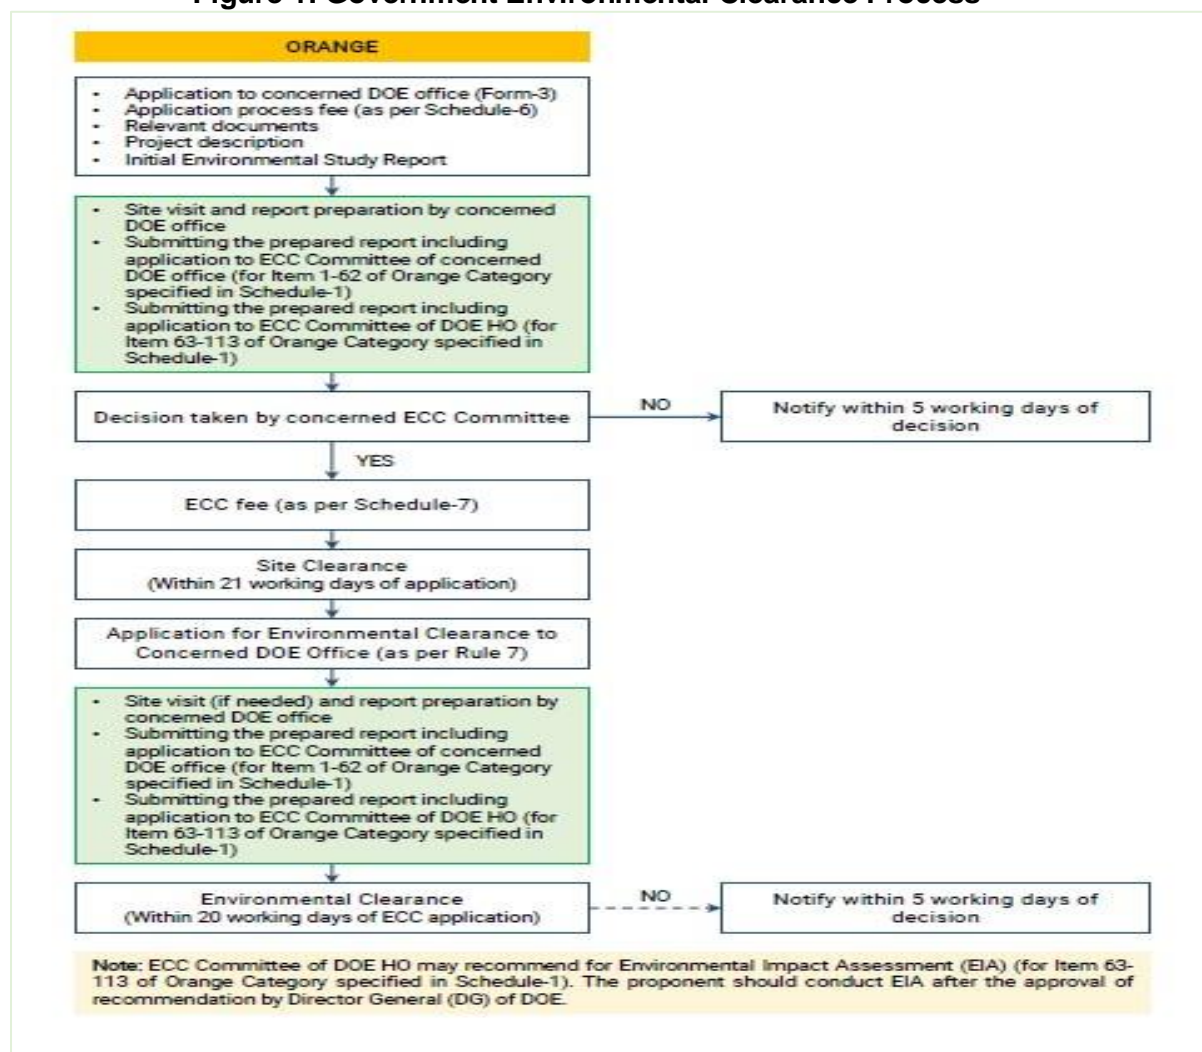 Figure 1: Government Environmental Clearance Process
ORANGE
• Application to concerned DOE office (Form-3)
• Application process fee (as per Schedule-6)
• Relevant documents
• Project description
• Initial Environmental Study Report
• Site visit and report preparation by concerned
DOE office
• Submitting the prepared report including
application to ECC Committee of concerned
DOE office (for Item 1-62 of Orange Category
specified in Schedule-1)
• Submitting the prepared report including
application to ECC Committee of DOE HO (for
Item 63-113 of Orange Category specified in
Schedule-1)
Decision taken by concerned ECC Committee
NO
Notify within 5 working days of
decision
YES
ECC fee (as per Schedule-7)
Site Clearance
(Within 21 working days of application)
Application for Environmental Clearance to
Concerned DOE Office (as per Rule 7)
• Site visit (if needed) and report preparation by
concerned DOE office
• Submitting the prepared report including
application to ECC Committee of concerned
DOE office (for Item 1-62 of Orange Category
specified in Schedule-1)
• Submitting the prepared report including
application to ECC Committee of DOE HO (for
Item 63-113 of Orange Category specified in
Schedule-1)
Environmental Clearance
(Within 20 working days of ECC application)
NO
Notify within 5 working days of
decision
Note: ECC Committee of DOE HO may recommend for Environmental Impact Assessment (EIA) (for Item 63-
113 of Orange Category specified in Schedule-1). The proponent should conduct EIA after the approval of
recommendation by Director General (DG) of DOE.